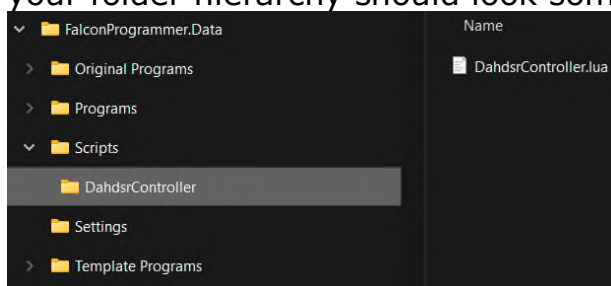 your folder hierarchy should look som
FalconProgrammer.Data
Original Programs
Programs
Scripts
DahdsrController
Settings
Template Programs
Name
DahdsrController.lua